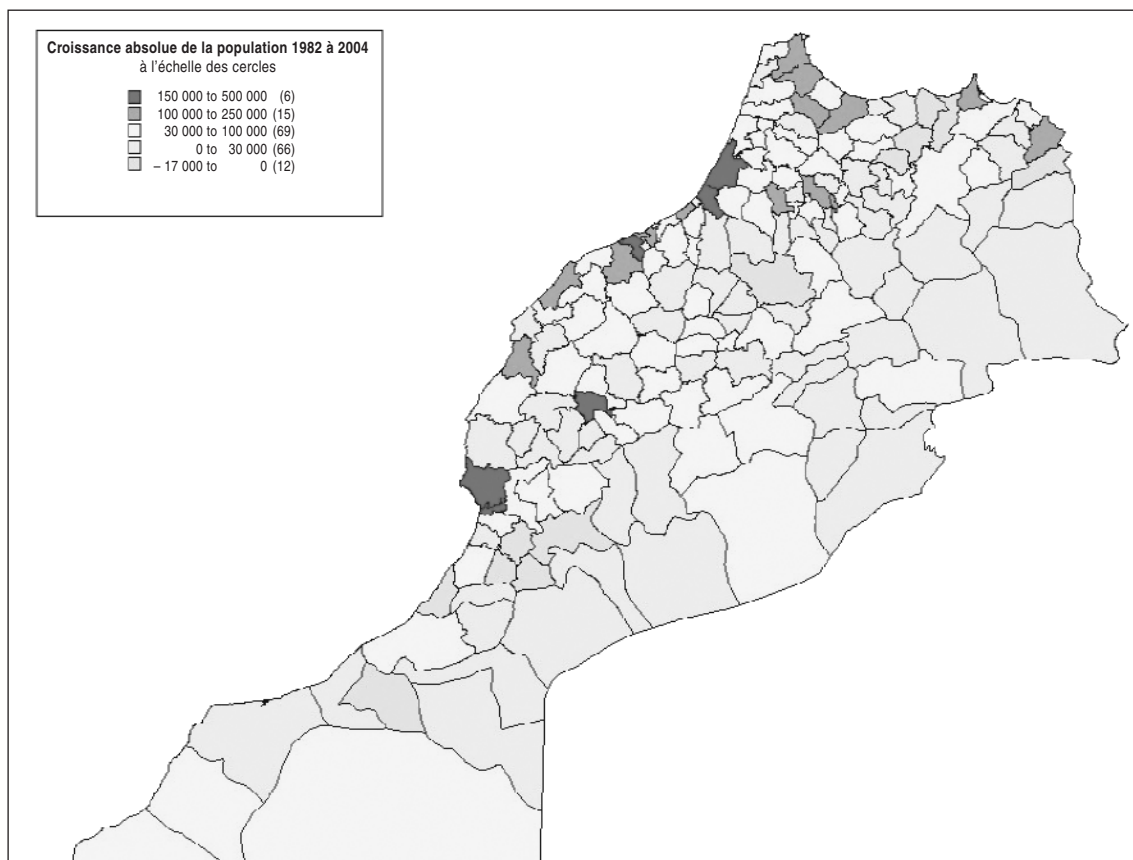 Croissance absolue de la population 1982 à 2004
à l'échelle des cercles
150 000 to 500 000 (6)
100 000 to 250 000 (15)
30 000 to 100 000 (69)
0 to 30 000 (66)
– 17 000 to 0 (12)